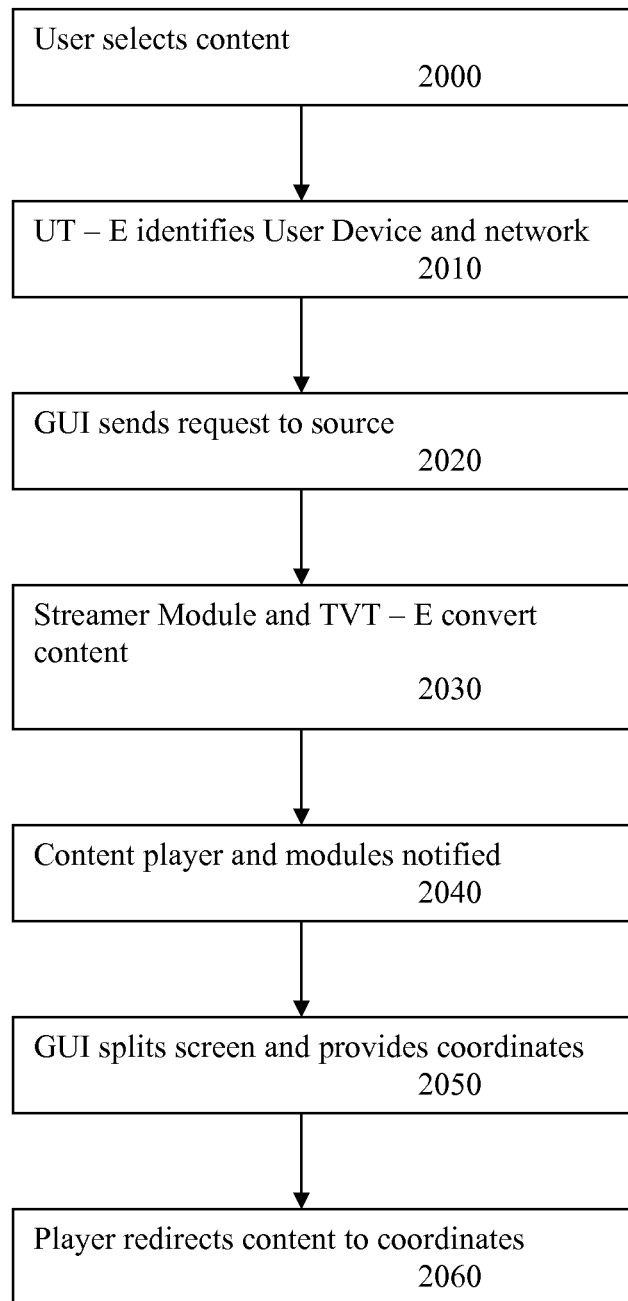 User selects content
2000
UT – E identifies User Device and network
2010
GUI sends request to source
2020
Streamer Module and TVT – E convert
content
2030
Content player and modules notified
2040
GUI splits screen and provides coordinates
2050
Player redirects content to coordinates
2060